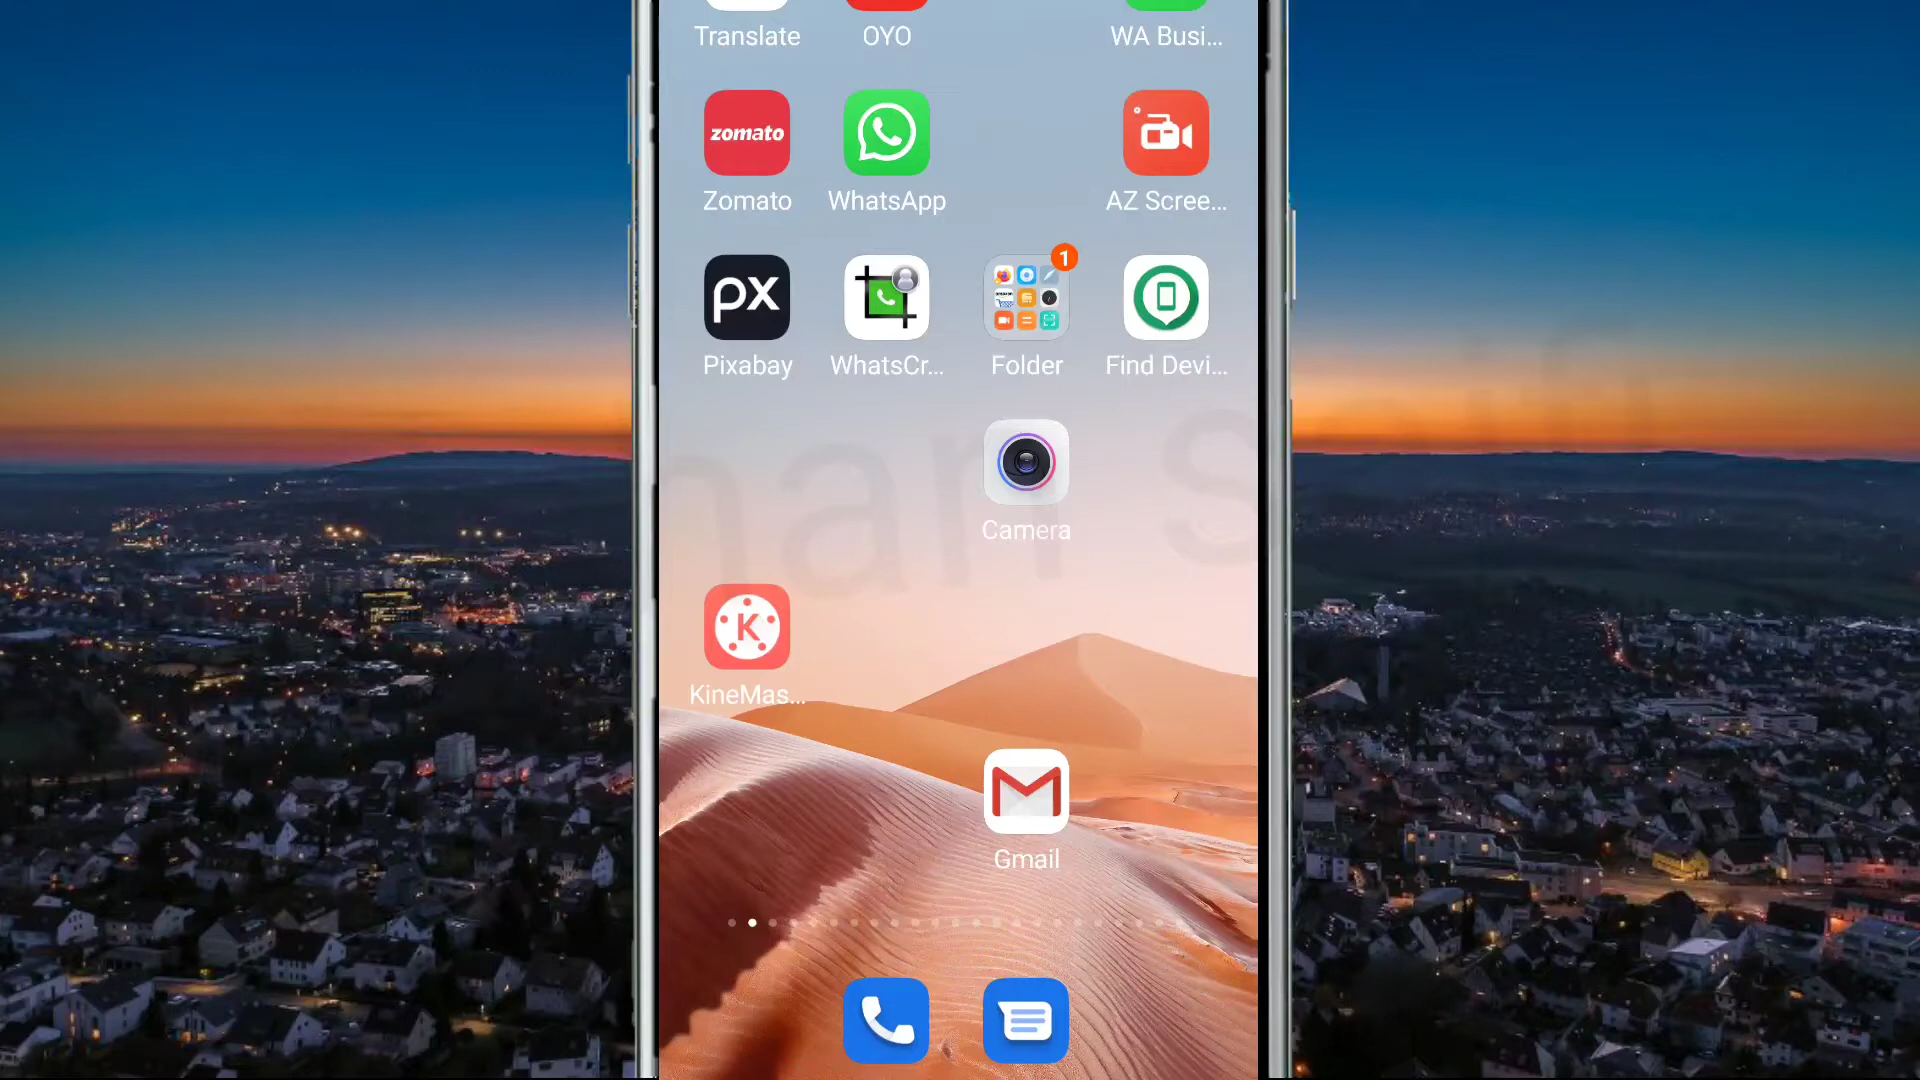 Translate OYO WA Busi...
zomato
Zomato WhatsApp AZ Scree...
px
1
Pixabay WhatsCr... Folder Find Devi...
Camera
K
KineMas...
Gmail